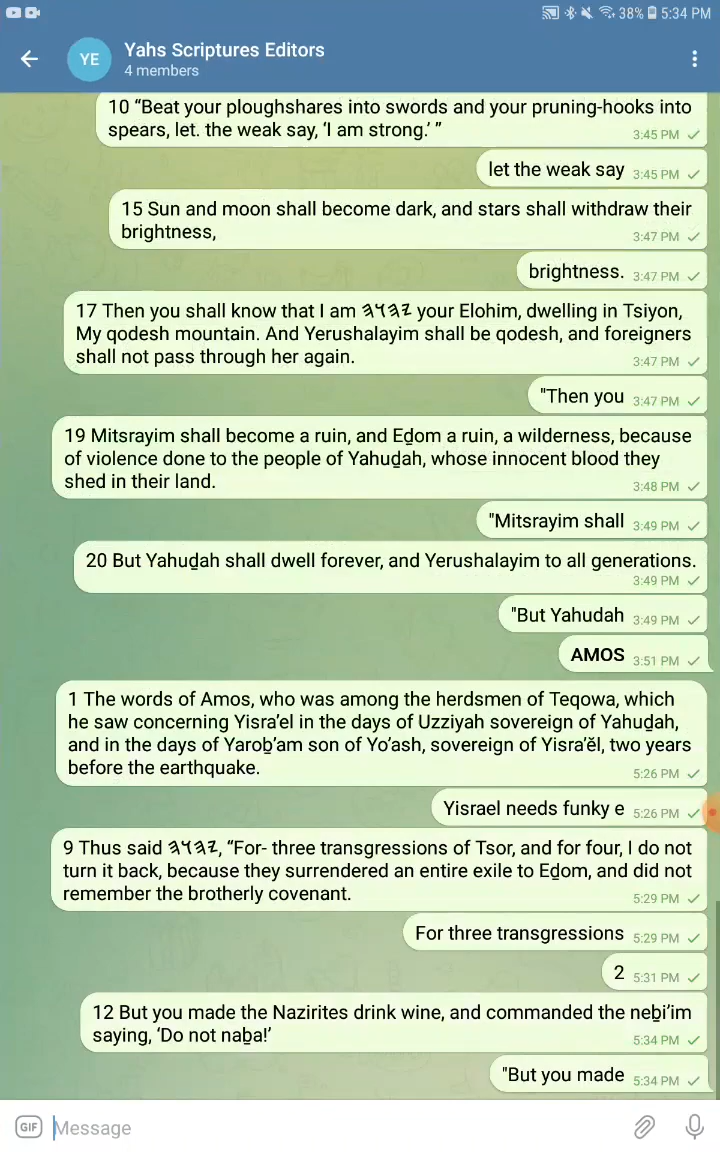 38% 5:34 PM
YE
Yahs Scriptures Editors
4 members
10 “Beat your ploughshares into swords and your pruning-hooks into
spears, let. the weak say, ‘I am strong.’ ”
3:45 PM
let the weak say 3:45 PM
15 Sun and moon shall become dark, and stars shall withdraw their
brightness,
3:47 PM
brightness. 3:47 PM
17 Then you shall know that I am 𐤉𐤄𐤅𐤄 your Elohim, dwelling in Tsiyon,
My qodesh mountain. And Yerushalayim shall be qodesh, and foreigners
shall not pass through her again.
3:47 PM
"Then you 3:47 PM
19 Mitsrayim shall become a ruin, and Eḏom a ruin, a wilderness, because
of violence done to the people of Yahuḏah, whose innocent blood they
shed in their land.
3:48 PM
"Mitsrayim shall 3:49 PM
20 But Yahuḏah shall dwell forever, and Yerushalayim to all generations.
3:49 PM
"But Yahudah 3:49 PM
AMOS 3:51 PM
1 The words of Amos, who was among the herdsmen of Teqowa, which
he saw concerning Yisra’el in the days of Uzziyah sovereign of Yahuḏah,
and in the days of Yaroḇ’am son of Yo’ash, sovereign of Yisra’ĕl, two years
before the earthquake.
5:26 PM
Yisrael needs funky e 5:26 PM
9 Thus said 𐤉𐤄𐤅𐤄, “For- three transgressions of Tsor, and for four, I do not
turn it back, because they surrendered an entire exile to Eḏom, and did not
remember the brotherly covenant.
5:29 PM
For three transgressions 5:29 PM
2 5:31 PM
12 But you made the Nazirites drink wine, and commanded the neḇi’im
saying, ‘Do not naḇa!’
5:34 PM
"But you made 5:34 PM
GIF Message